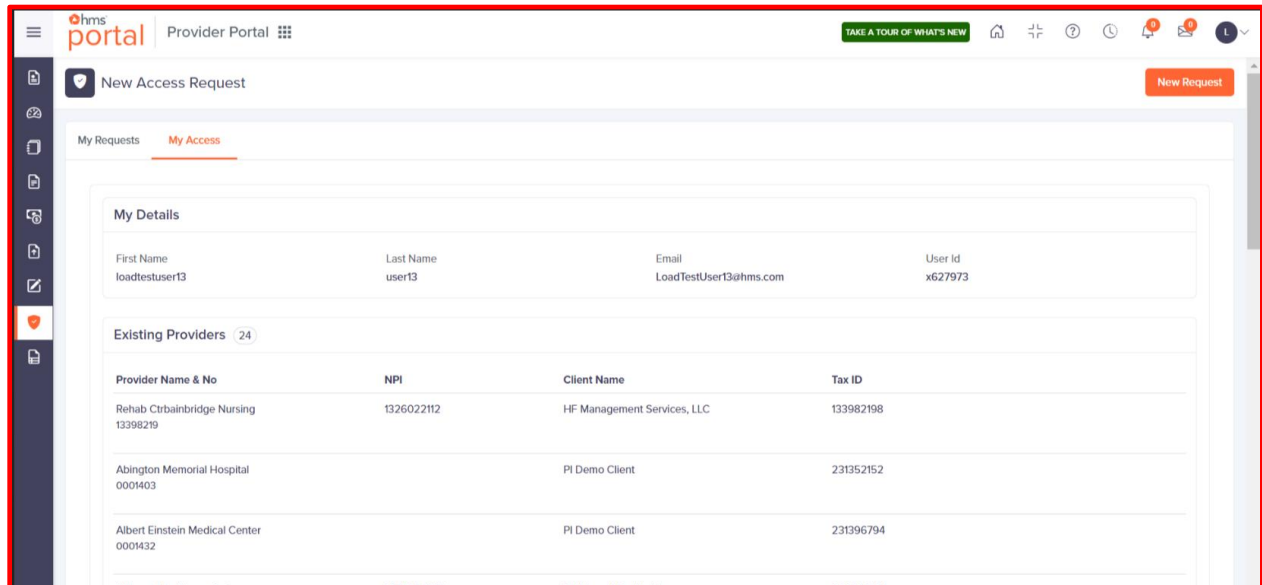 hms
portal
Provider Portal
TAKE A TOUR OF WHAT'S NEW
0
0
L
New Access Request
New Request
My Requests
My Access
My Details
First Name
Last Name
Email
User Id
loadtestuser13
user13
LoadTestUser13@hms.com
x627973
Existing Providers 24
Provider Name & No
NPI
Client Name
Tax ID
Rehab Ctrbainbridge Nursing
1326022112
HF Management Services, LLC
133982198
13398219
Abington Memorial Hospital
PI Demo Client
231352152
0001403
Albert Einstein Medical Center
PI Demo Client
231396794
0001432